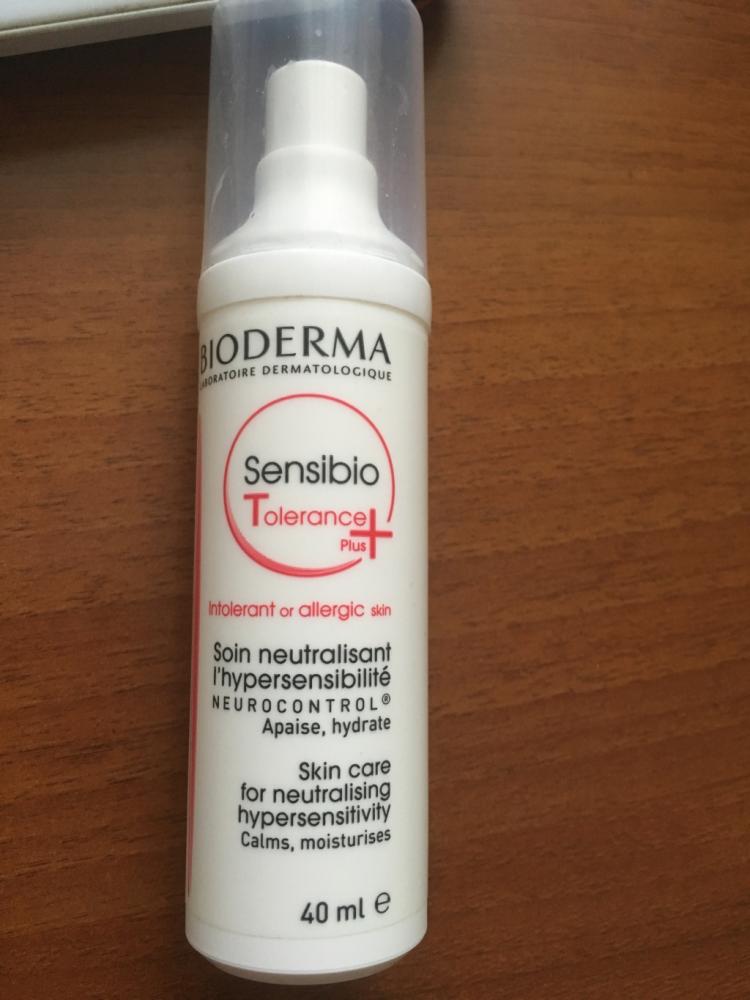 BIODERMA
LABORATOIRE DERMATOLOGIQUE
Sensibio
Tolerance+
Plus
Intolerant or allergic skin
Soin neutralisant
l'hypersensibilité
NEUROCONTROL®
Apaise, hydrate
Skin care
for neutralising
hypersensitivity
Calms, moisturises
40 ml e